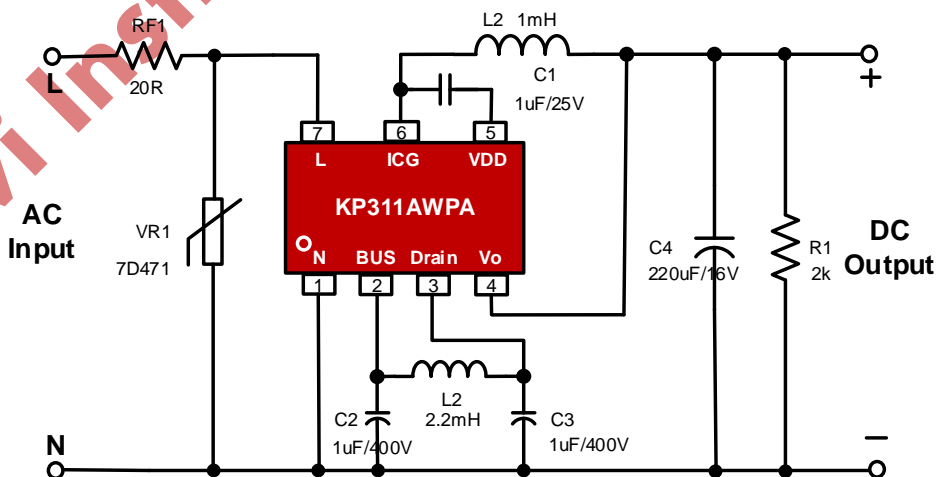 vi Inst
RF1
20R
L
L2 1mH
C1
1uF/25V
+
7
6
5
L
ICG
VDD
KP311AWPA
AC
Input
VR1
7D471
N
BUS
Drain
Vo
1
2
3
4
C4
220uF/16V
R1
2k
DC
Output
L2
2.2mH
C2
1uF/400V
C3
1uF/400V
N
−